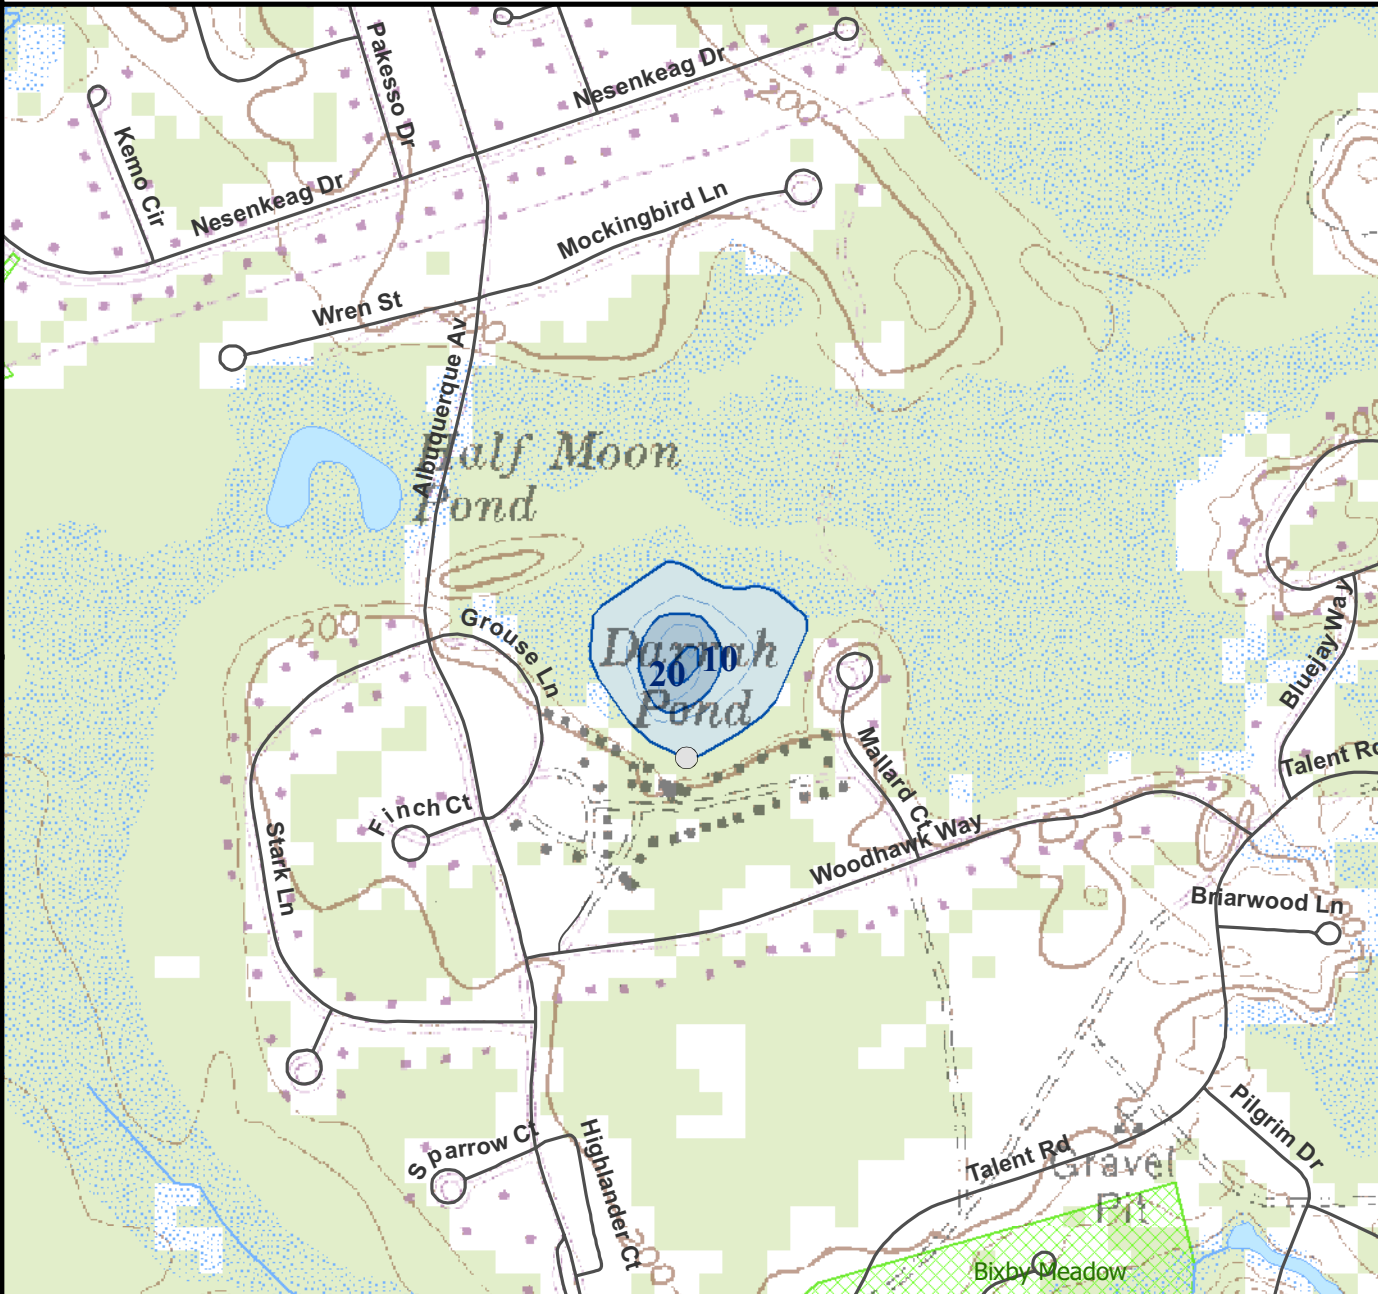 Pakesso Dr
Nesenkeag Dr
200
Kemo Cir
Nesenkeag Dr
Mockingbird Ln
Wren St
Albuquerque Av
Half Moon
Pond
200
200
Grouse Ln
Darrah
Pond
20
10
Bluejay Way
Mallard Ct
Talent Rd
Finch Ct
Stark Ln
Woodhawk Way
Briarwood Ln
Sparrow Ct
Highlander Ct
Pilgrim Dr
Talent Rd
Gravel
Pit
Bixby Meadow